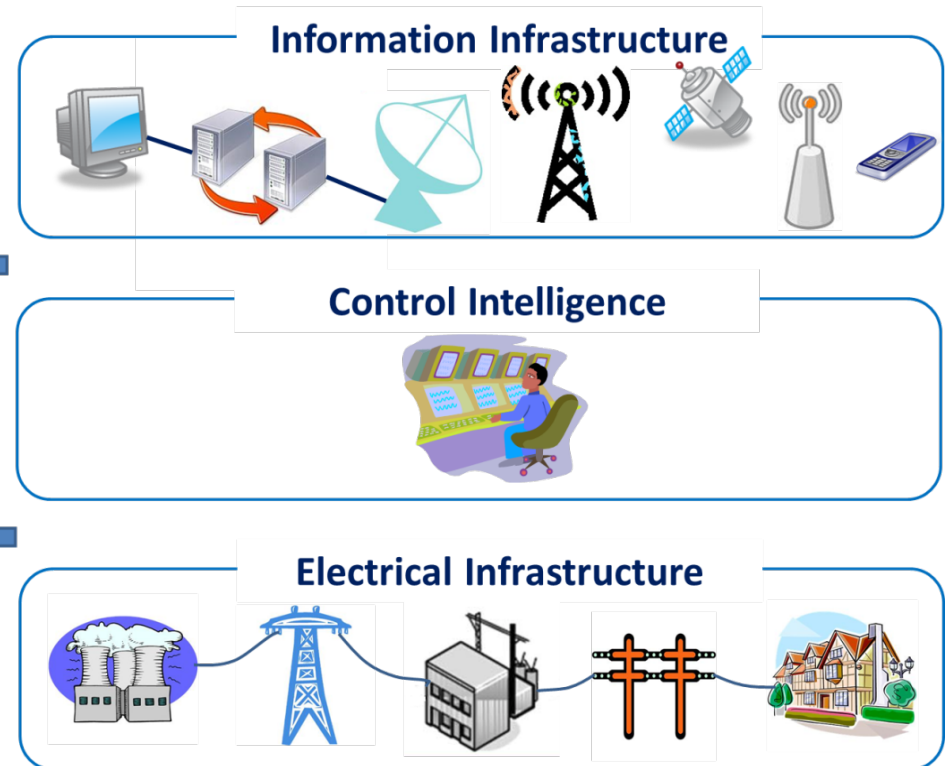 Information Infrastructure
Control Intelligence
Electrical Infrastructure